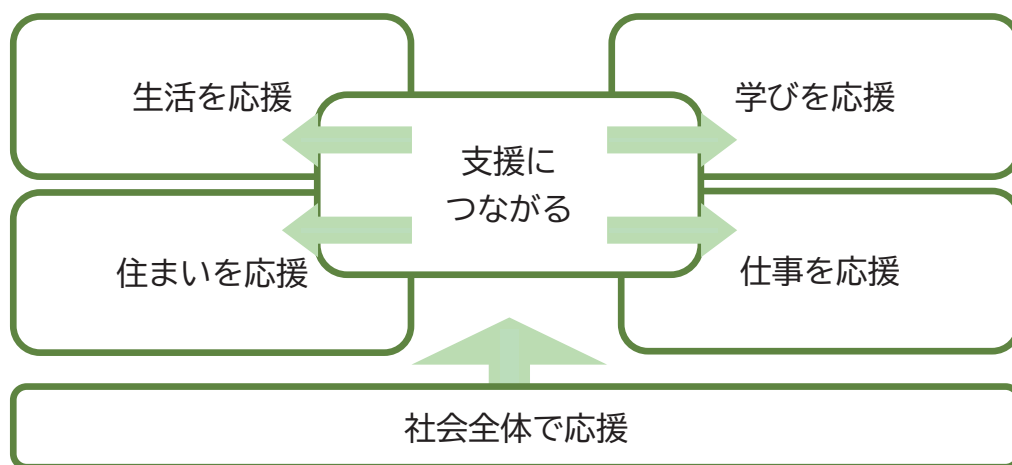 生活を応援
学びを応援
支援に
つながる
住まいを応援
仕事を応援
社会全体で応援